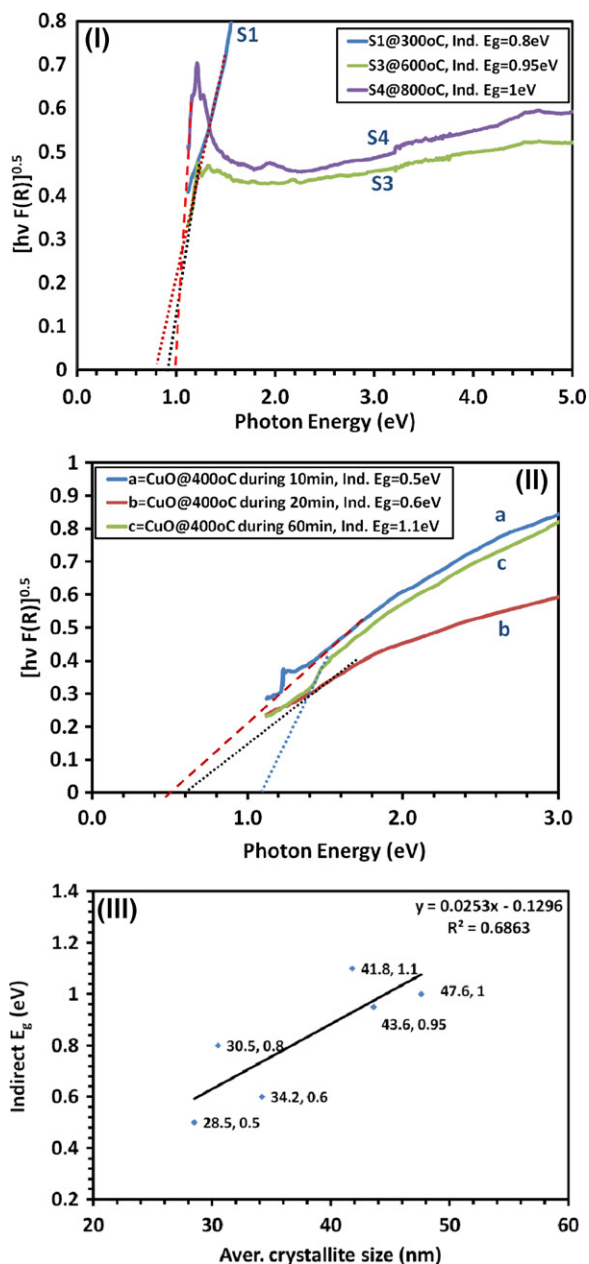 (I)
S1
S1@300oC, Ind. Eg=0.8eV
S3@600oC, Ind. Eg=0.95eV
S4@800oC, Ind. Eg=1eV
S4
S3
[hν F(R)]^0.5
0.8
0.7
0.6
0.5
0.4
0.3
0.2
0.1
0
0.0 1.0 2.0 3.0 4.0 5.0
Photon Energy (eV)
(II)
a=CuO@400oC during 10min, Ind. Eg=0.5eV
b=CuO@400oC during 20min, Ind. Eg=0.6eV
c=CuO@400oC during 60min, Ind. Eg=1.1eV
a
c
b
[hν F(R)]^0.5
1
0.9
0.8
0.7
0.6
0.5
0.4
0.3
0.2
0.1
0
0.0 1.0 2.0 3.0
Photon Energy (eV)
(III)
y = 0.0253x - 0.1296
R² = 0.6863
41.8, 1.1
47.6, 1
43.6, 0.95
30.5, 0.8
34.2, 0.6
28.5, 0.5
Indirect Eg (eV)
1.4
1.2
1
0.8
0.6
0.4
0.2
20 30 40 50 60
Aver. crystallite size (nm)